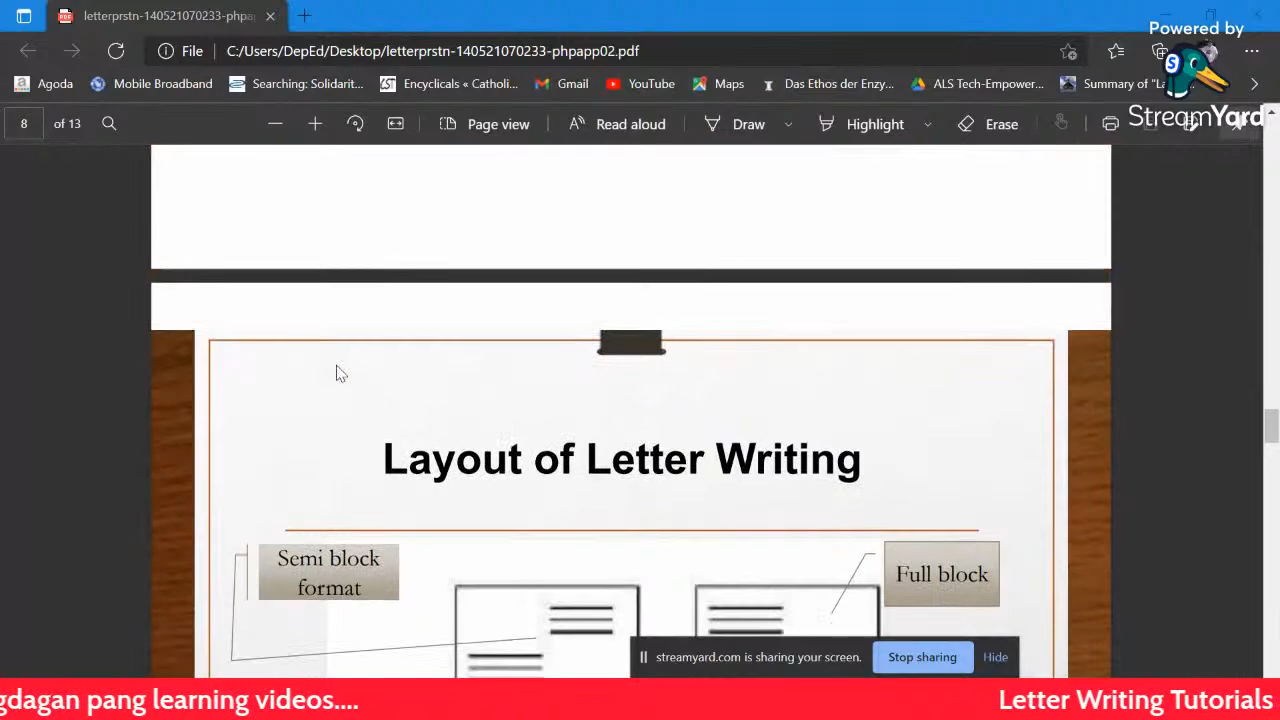 letterprstn-140521070233-phpap
Powered by
File C:/Users/DepEd/Desktop/letterprstn-140521070233-phpapp02.pdf
Agoda Mobile Broadband Searching: Solidarit... Encyclicals « Catholi... Gmail YouTube Maps Das Ethos der Enzy... ALS Tech-Empower... Summary of "La
StreamYard
8 of 13 Page view Read aloud Draw Highlight Erase
Layout of Letter Writing
Semi block
format
Full block
streamyard.com is sharing your screen. Stop sharing Hide
gdagan pang learning videos.... Letter Writing Tutorials